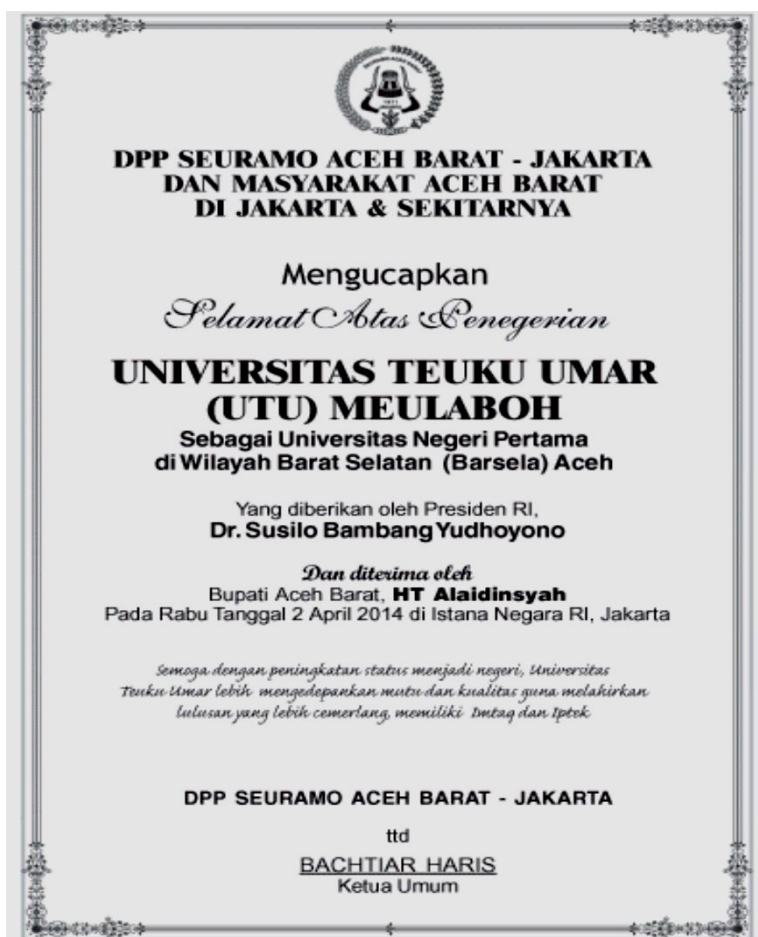 SEURAMO ACEH BARAT
1971
DPP SEURAMO ACEH BARAT - JAKARTA
DAN MASYARAKAT ACEH BARAT
DI JAKARTA & SEKITARNYA
Mengucapkan
Selamat Atas Penegerian
UNIVERSITAS TEUKU UMAR
(UTU) MEULABOH
Sebagai Universitas Negeri Pertama
di Wilayah Barat Selatan (Barsela) Aceh
Yang diberikan oleh Presiden RI,
Dr. Susilo Bambang Yudhoyono
Dan diterima oleh
Bupati Aceh Barat, HT Alaidinsyah
Pada Rabu Tanggal 2 April 2014 di Istana Negara RI, Jakarta
Semoga dengan peningkatan status menjadi negeri, Universitas
Teuku Umar lebih mengedepankan mutu dan kualitas guna melahirkan
lulusan yang lebih cemerlang, memiliki Imtaq dan Iptek
DPP SEURAMO ACEH BARAT - JAKARTA
ttd
BACHTIAR HARIS
Ketua Umum